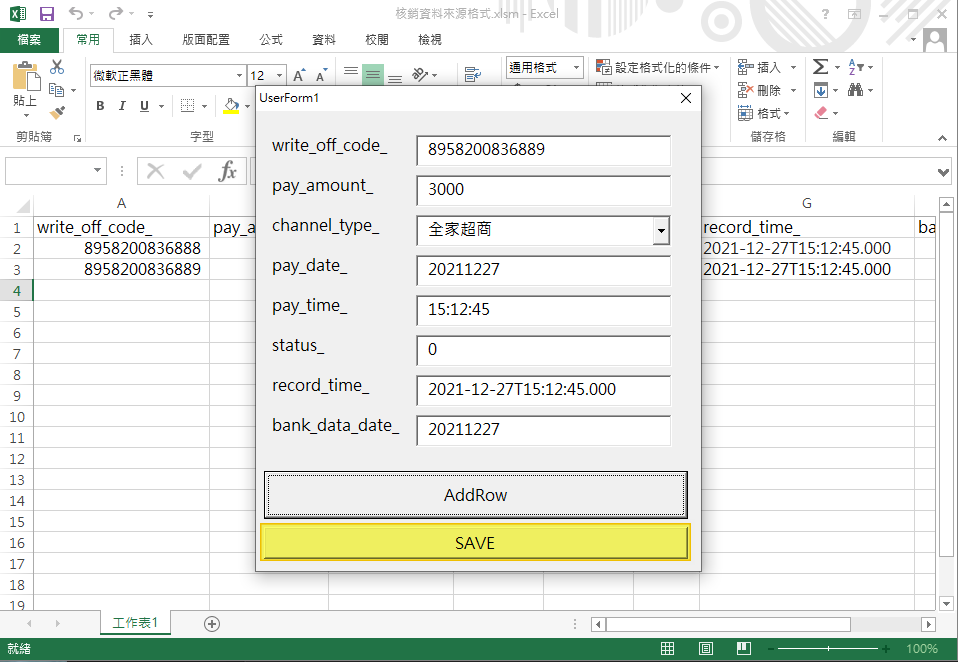 核銷資料來源格式.xlsm - Excel
檔案 常用 插入 版面配置 公式 資料 校閱 檢視
微軟正黑體 12 通用格式 設定格式化的條件 插入
貼上 B I U 刪除
格式
剪貼簿 字型 儲存格 編輯
UserForm1
write_off_code_ 8958200836889
pay_amount_ 3000
channel_type_ 全家超商
pay_date_ 20211227
pay_time_ 15:12:45
status_ 0
record_time_ 2021-12-27T15:12:45.000
bank_data_date_ 20211227
AddRow
SAVE
fx
A G
1 write_off_code_ pay_a record_time_ ba
2 8958200836888 2021-12-27T15:12:45.000
3 8958200836889 2021-12-27T15:12:45.000
4
5
6
7
8
9
10
11
12
13
14
15
16
17
18
19
工作表1
就緒 100%